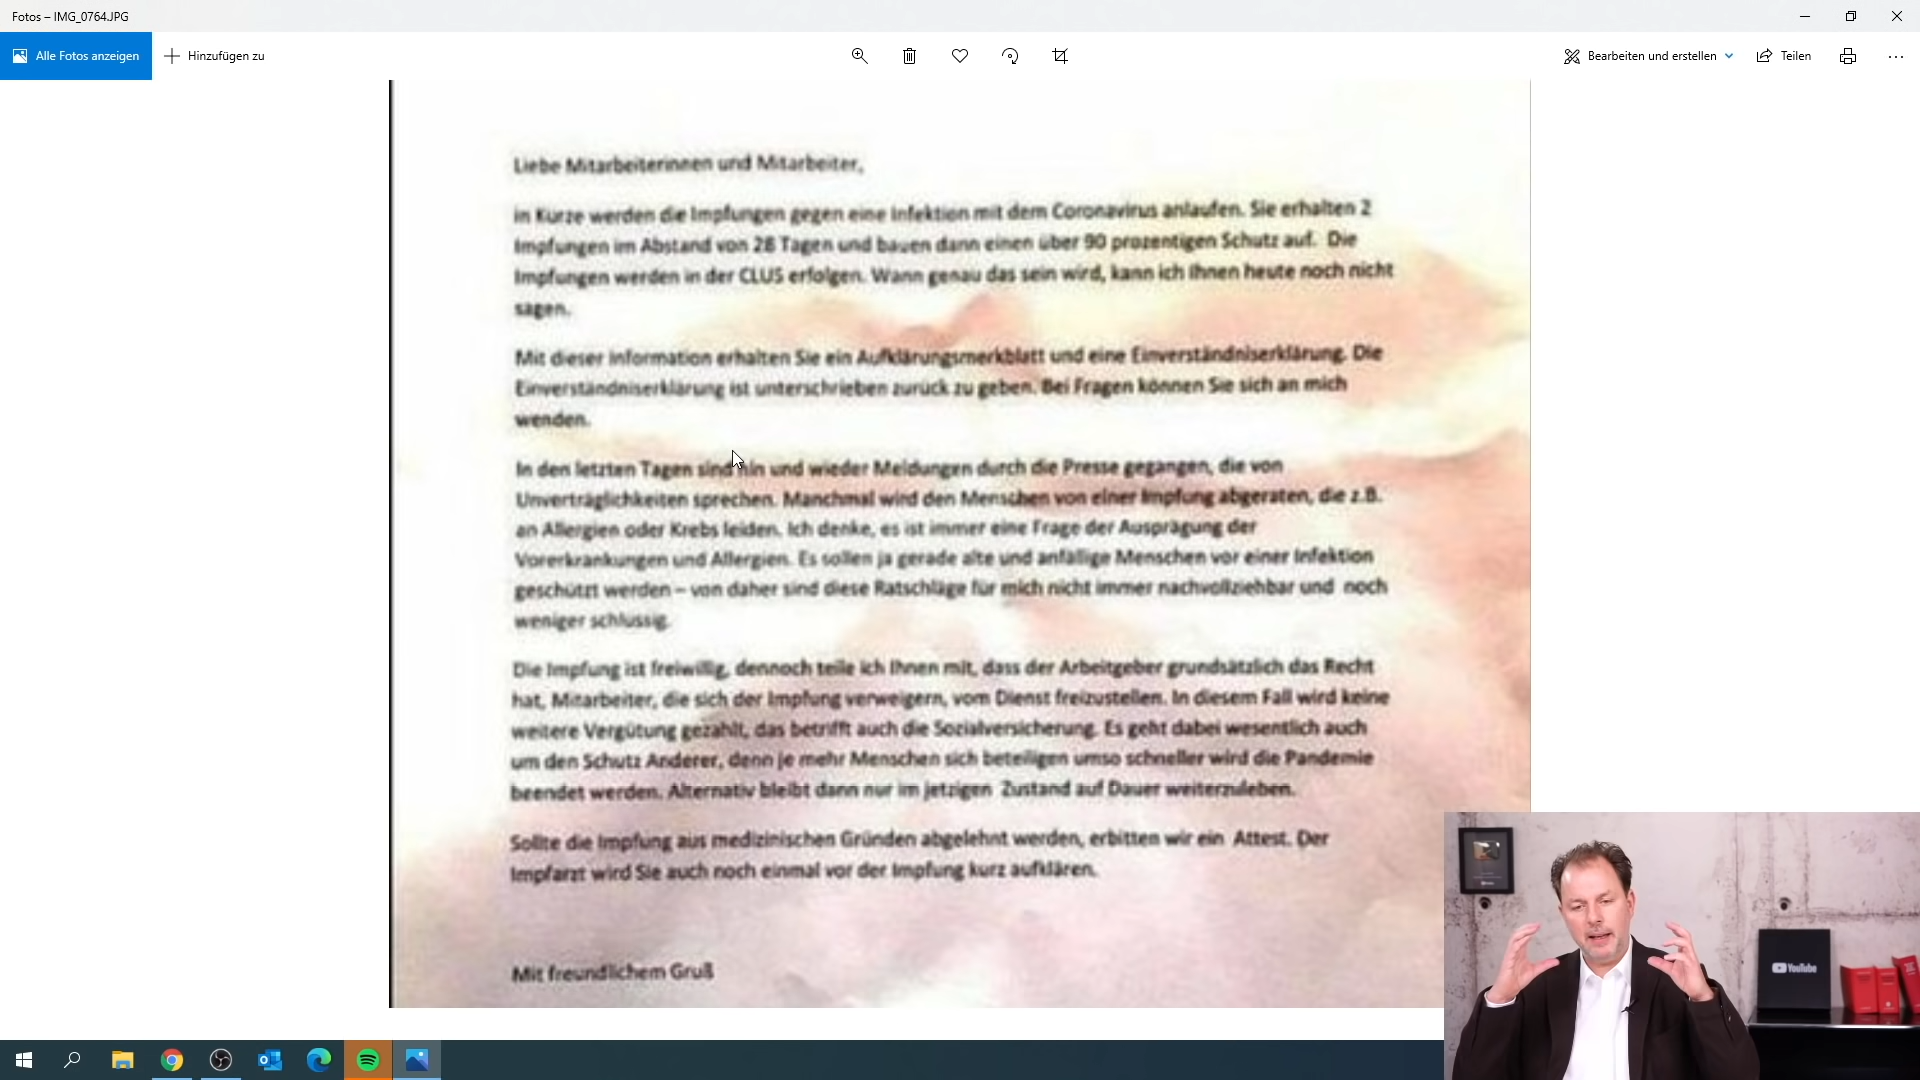 Fotos – IMG_0764.JPG
Alle Fotos anzeigen
Hinzufügen zu
Bearbeiten und erstellen
Teilen
Liebe Mitarbeiterinnen und Mitarbeiter,
in Kürze werden die Impfungen gegen eine Infektion mit dem Coronavirus anlaufen. Sie erhalten 2
Impfungen im Abstand von 28 Tagen und bauen dann einen über 90 prozentigen Schutz auf. Die
Impfungen werden in der CLUS erfolgen. Wann genau das sein wird, kann ich Ihnen heute noch nicht
sagen.
Mit dieser Information erhalten Sie ein Aufklärungsmerkblatt und eine Einverständniserklärung. Die
Einverständniserklärung ist unterschrieben zurück zu geben. Bei Fragen können Sie sich an mich
wenden.
In den letzten Tagen sind hin und wieder Meldungen durch die Presse gegangen, die von
Unverträglichkeiten sprechen. Manchmal wird den Menschen von einer Impfung abgeraten, die z.B.
an Allergien oder Krebs leiden. Ich denke, es ist immer eine Frage der Ausprägung der
Vorerkrankungen und Allergien. Es sollen ja gerade alte und anfällige Menschen vor einer Infektion
geschützt werden – von daher sind diese Ratschläge für mich nicht immer nachvollziehbar und noch
weniger schlüssig.
Die Impfung ist freiwillig, dennoch teile ich Ihnen mit, dass der Arbeitgeber grundsätzlich das Recht
hat, Mitarbeiter, die sich der Impfung verweigern, vom Dienst freizustellen. In diesem Fall wird keine
weitere Vergütung gezahlt, das betrifft auch die Sozialversicherung. Es geht dabei wesentlich auch
um den Schutz Anderer, denn je mehr Menschen sich beteiligen umso schneller wird die Pandemie
beendet werden. Alternativ bleibt dann nur im jetzigen Zustand auf Dauer weiterzuleben.
Sollte die Impfung aus medizinischen Gründen abgelehnt werden, erbitten wir ein Attest. Der
Impfarzt wird Sie auch noch einmal vor der Impfung kurz aufklären.
Mit freundlichem Gruß
YouTube